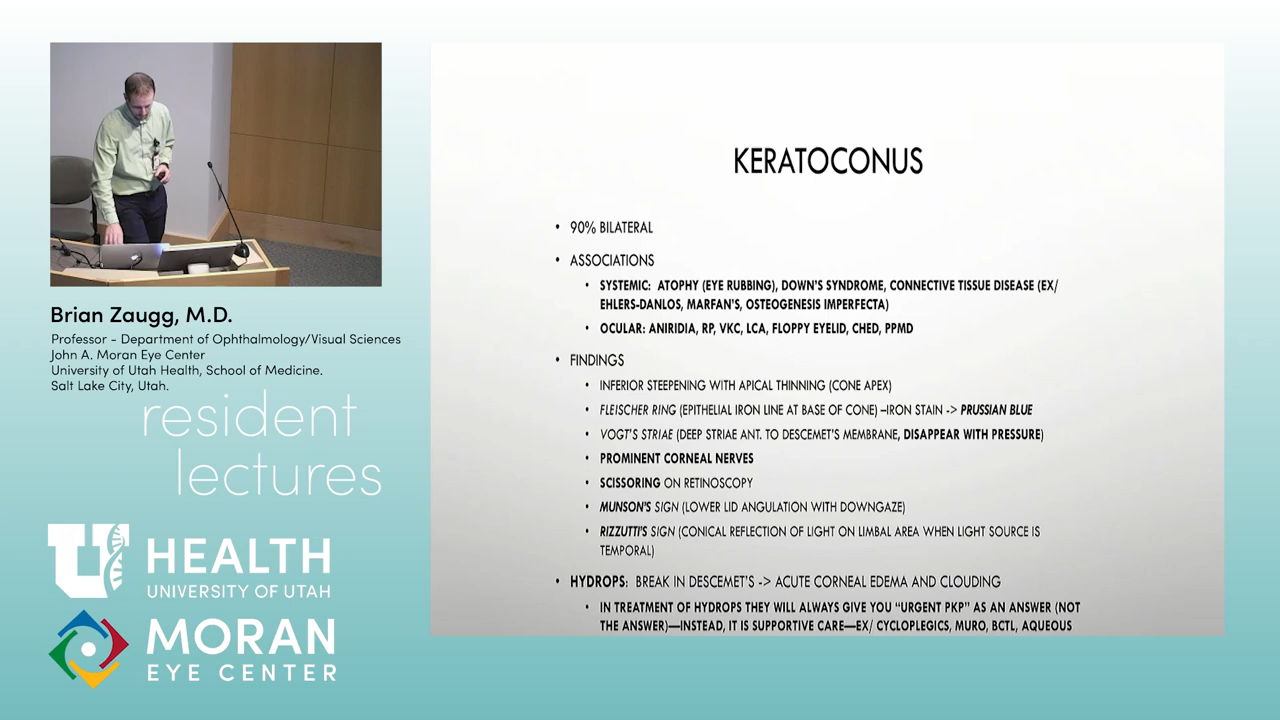 Brian Zaugg, M.D.
Professor - Department of Ophthalmology/Visual Sciences
John A. Moran Eye Center
University of Utah Health, School of Medicine.
Salt Lake City, Utah.
resident
lectures
U HEALTH
UNIVERSITY OF UTAH
MORAN
EYE CENTER
KERATOCONUS
• 90% BILATERAL
• ASSOCIATIONS
• SYSTEMIC: ATOPHY (EYE RUBBING), DOWN'S SYNDROME, CONNECTIVE TISSUE DISEASE (EX/
EHLERS-DANLOS, MARFAN'S, OSTEOGENESIS IMPERFECTA)
• OCULAR: ANIRIDIA, RP, VKC, LCA, FLOPPY EYELID, CHED, PPMD
• FINDINGS
• INFERIOR STEEPENING WITH APICAL THINNING (CONE APEX)
• FLEISCHER RING (EPITHELIAL IRON LINE AT BASE OF CONE) –IRON STAIN -> PRUSSIAN BLUE
• VOGT'S STRIAE (DEEP STRIAE ANT. TO DESCEMET'S MEMBRANE, DISAPPEAR WITH PRESSURE)
• PROMINENT CORNEAL NERVES
• SCISSORING ON RETINOSCOPY
• MUNSON'S SIGN (LOWER LID ANGULATION WITH DOWNGAZE)
• RIZZUTTI'S SIGN (CONICAL REFLECTION OF LIGHT ON LIMBAL AREA WHEN LIGHT SOURCE IS
TEMPORAL)
• HYDROPS: BREAK IN DESCEMET'S -> ACUTE CORNEAL EDEMA AND CLOUDING
• IN TREATMENT OF HYDROPS THEY WILL ALWAYS GIVE YOU "URGENT PKP" AS AN ANSWER (NOT
THE ANSWER)—INSTEAD, IT IS SUPPORTIVE CARE—EX/ CYCLOPLEGICS, MURO, BCTL, AQUEOUS